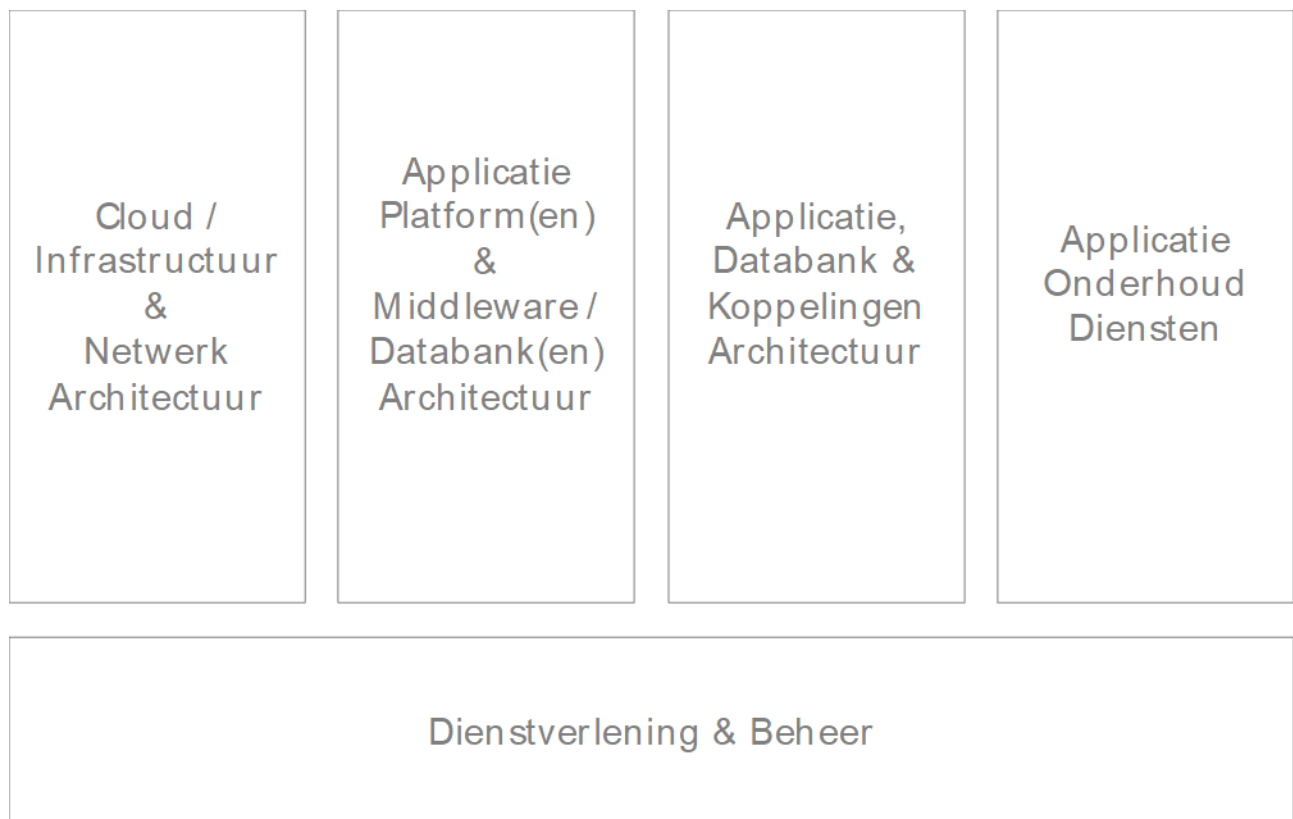 Cloud /
Infrastructuur
&
Netwerk
Architectuur
Applicatie
Platform(en)
&
Middleware /
Databank(en)
Architectuur
Applicatie,
Databank &
Koppelingen
Architectuur
Applicatie
Onderhoud
Diensten
Dienstverlening & Beheer